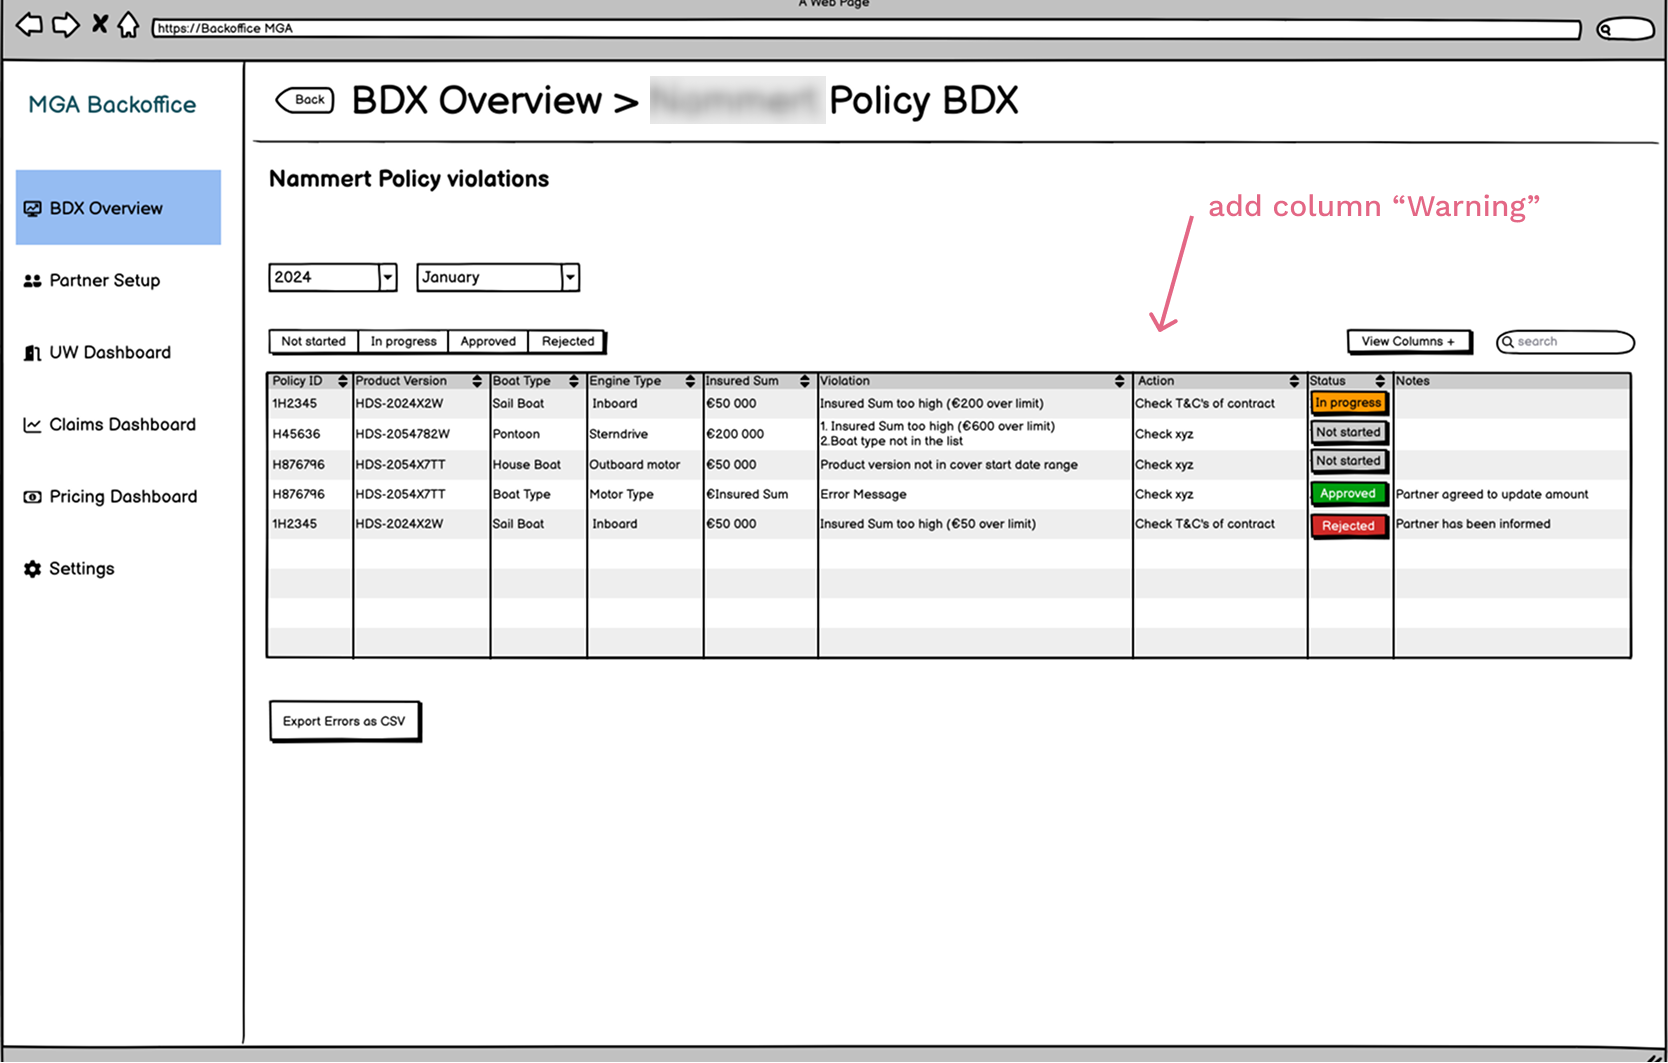 A Web Page
https://Backoffice MGA
MGA Backoffice
Back
BDX Overview > Policy BDX
Nammert Policy violations
add column “Warning”
BDX Overview
Partner Setup
UW Dashboard
Claims Dashboard
Pricing Dashboard
Settings
2024 January
Not started In progress Approved Rejected
View Columns +
search
Policy ID Product Version Boat Type Engine Type Insured Sum Violation Action Status Notes
1H2345 HDS-2024X2W Sail Boat Inboard €50 000 Insured Sum too high (€200 over limit) Check T&C's of contract In progress
H45636 HDS-2054782W Pontoon Sterndrive €200 000 1. Insured Sum too high (€600 over limit)
2.Boat type not in the list Check xyz Not started
H876796 HDS-2054X7TT House Boat Outboard motor €50 000 Product version not in cover start date range Check xyz Not started
H876796 HDS-2054X7TT Boat Type Motor Type €Insured Sum Error Message Check xyz Approved Partner agreed to update amount
1H2345 HDS-2024X2W Sail Boat Inboard €50 000 Insured Sum too high (€50 over limit) Check T&C's of contract Rejected Partner has been informed
Export Errors as CSV